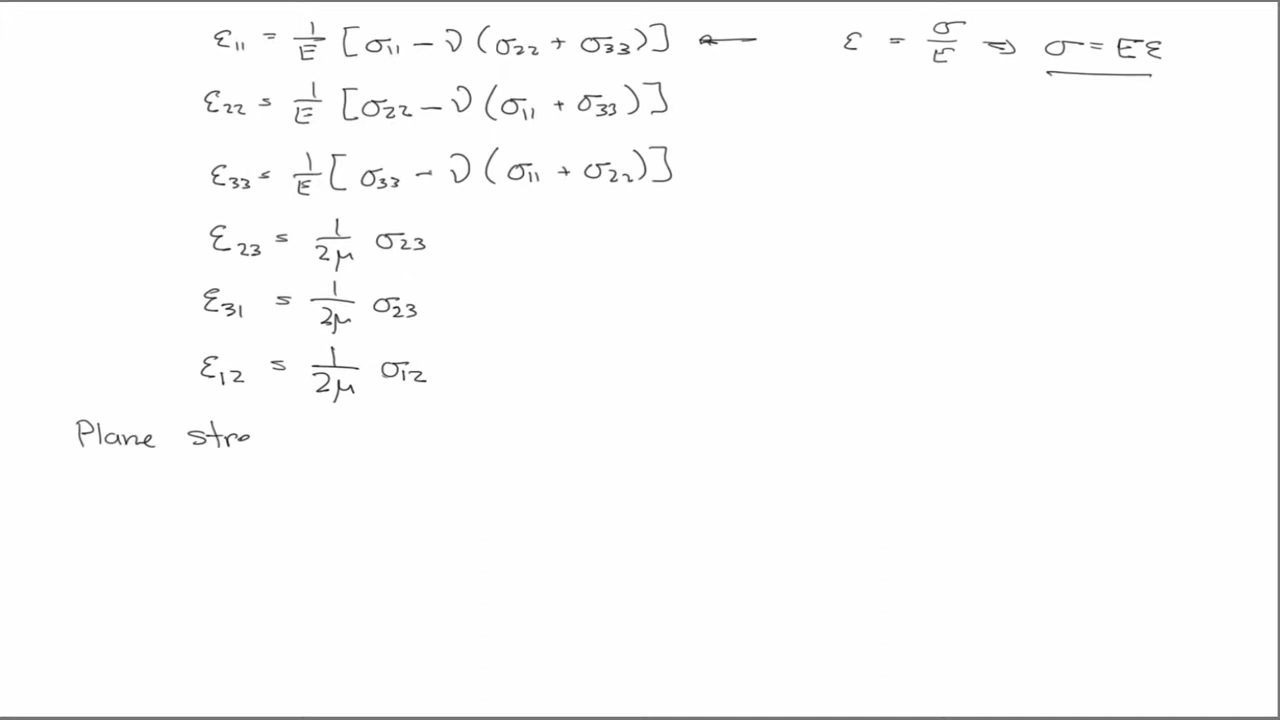 ε₁₁ = 1/E [σ₁₁ − ν (σ₂₂ + σ₃₃)] ← ε = σ/E ⇒ σ = Eε
ε₂₂ = 1/E [σ₂₂ − ν (σ₁₁ + σ₃₃)]
ε₃₃ = 1/E [σ₃₃ − ν (σ₁₁ + σ₂₂)]
ε₂₃ = 1/2μ σ₂₃
ε₃₁ = 1/2μ σ₂₃
ε₁₂ = 1/2μ σ₁₂
Plane stre